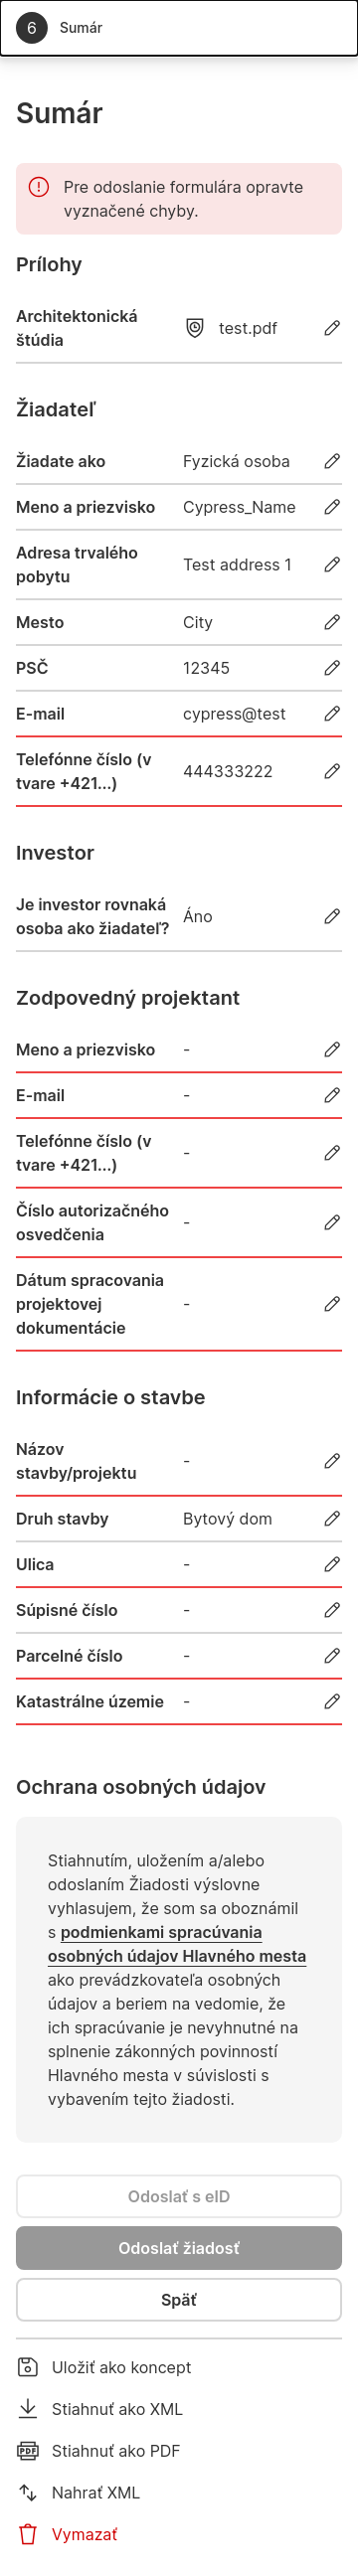 6 Sumár
Sumár
Pre odoslanie formulára opravte
vyznačené chyby.
Prílohy
Architektonická
štúdia
test.pdf
Žiadateľ
Žiadate ako Fyzická osoba
Meno a priezvisko Cypress_Name
Adresa trvalého
pobytu
Test address 1
Mesto City
PSČ 12345
E-mail cypress@test
Telefónne číslo (v
tvare +421...)
444333222
Investor
Je investor rovnaká
osoba ako žiadateľ?
Áno
Zodpovedný projektant
Meno a priezvisko -
E-mail -
Telefónne číslo (v
tvare +421...)
-
Číslo autorizačného
osvedčenia
-
Dátum spracovania
projektovej
dokumentácie
-
Informácie o stavbe
Názov
stavby/projektu
-
Druh stavby Bytový dom
Ulica -
Súpisné číslo -
Parcelné číslo -
Katastrálne územie -
Ochrana osobných údajov
Stiahnutím, uložením a/alebo
odoslaním Žiadosti výslovne
vyhlasujem, že som sa oboznámil
s podmienkami spracúvania
osobných údajov Hlavného mesta
ako prevádzkovateľa osobných
údajov a beriem na vedomie, že
ich spracúvanie je nevyhnutné na
splnenie zákonných povinností
Hlavného mesta v súvislosti s
vybavením tejto žiadosti.
Odoslať s eID
Odoslať žiadosť
Späť
Uložiť ako koncept
Stiahnuť ako XML
PDF Stiahnuť ako PDF
Nahrať XML
Vymazať